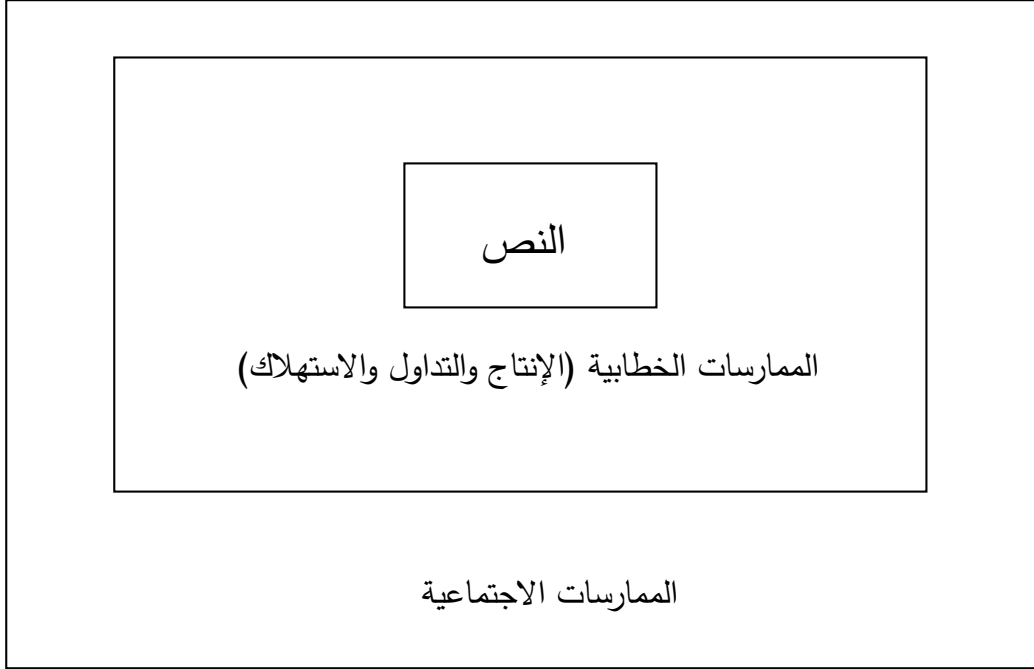 النص
الممارسات الخطابية (الإنتاج والتداول والاستهلاك)
الممارسات الاجتماعية